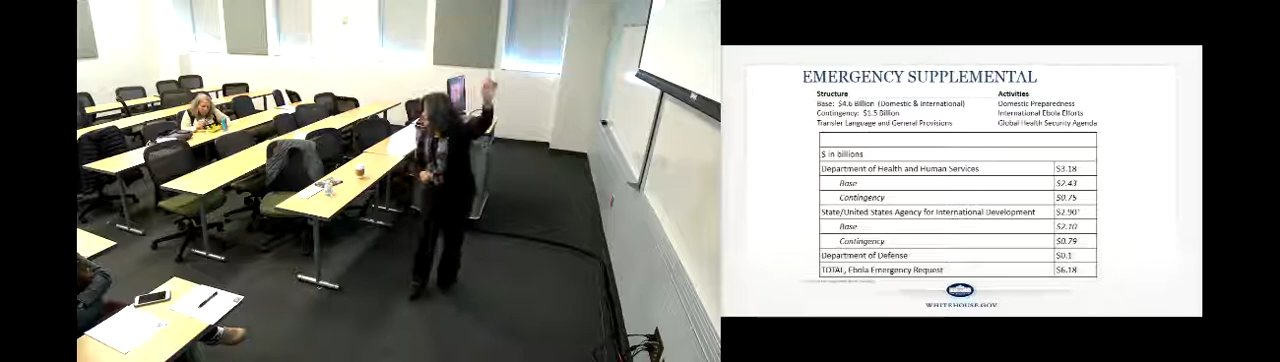 EMERGENCY SUPPLEMENTAL
Structure Activities
Base: $4.6 Billion (Domestic & International) Domestic Preparedness
Contingency: $1.5 Billion International Ebola Efforts
Transfer Language and General Provisions Global Health Security Agenda
$ in billions
Department of Health and Human Services $3.18
Base $2.43
Contingency $0.75
State/United States Agency for International Development $2.90
Base $2.10
Contingency $0.79
Department of Defense $0.1
TOTAL, Ebola Emergency Request $6.18
WHITEHOUSE.GOV